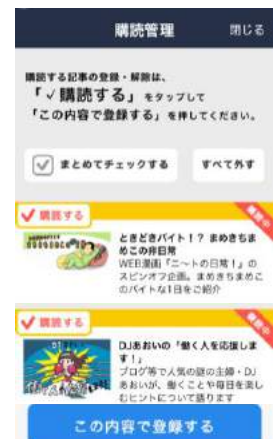 購読管理
閉じる
購読する記事の登録・解除は、
「✓購読する」をタップして
「この内容で登録する」を押してください。
まとめてチェックする
すべて外す
購読する
ときどきバイト!? まめきちま
めこの非日常
WEB漫画『ニートの日常!』の
スピンオフ企画。まめきちまめこ
のバイトな1日をご紹介
購読する
DJあおいの「働く人を応援しま
す!」
ブログ等で人気の謎の主婦・DJ
あおいが、働くことや毎日を楽し
むヒントについて語ります
この内容で登録する